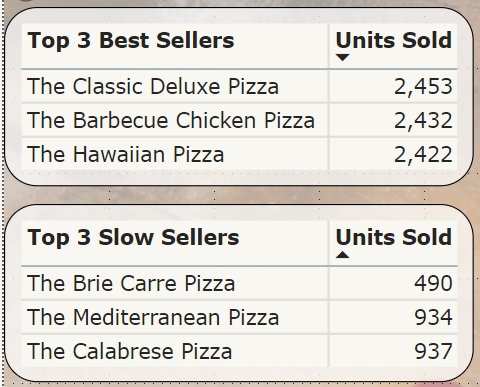 Top 3 Best Sellers Units Sold
The Classic Deluxe Pizza 2,453
The Barbecue Chicken Pizza 2,432
The Hawaiian Pizza 2,422
Top 3 Slow Sellers Units Sold
The Brie Carre Pizza 490
The Mediterranean Pizza 934
The Calabrese Pizza 937